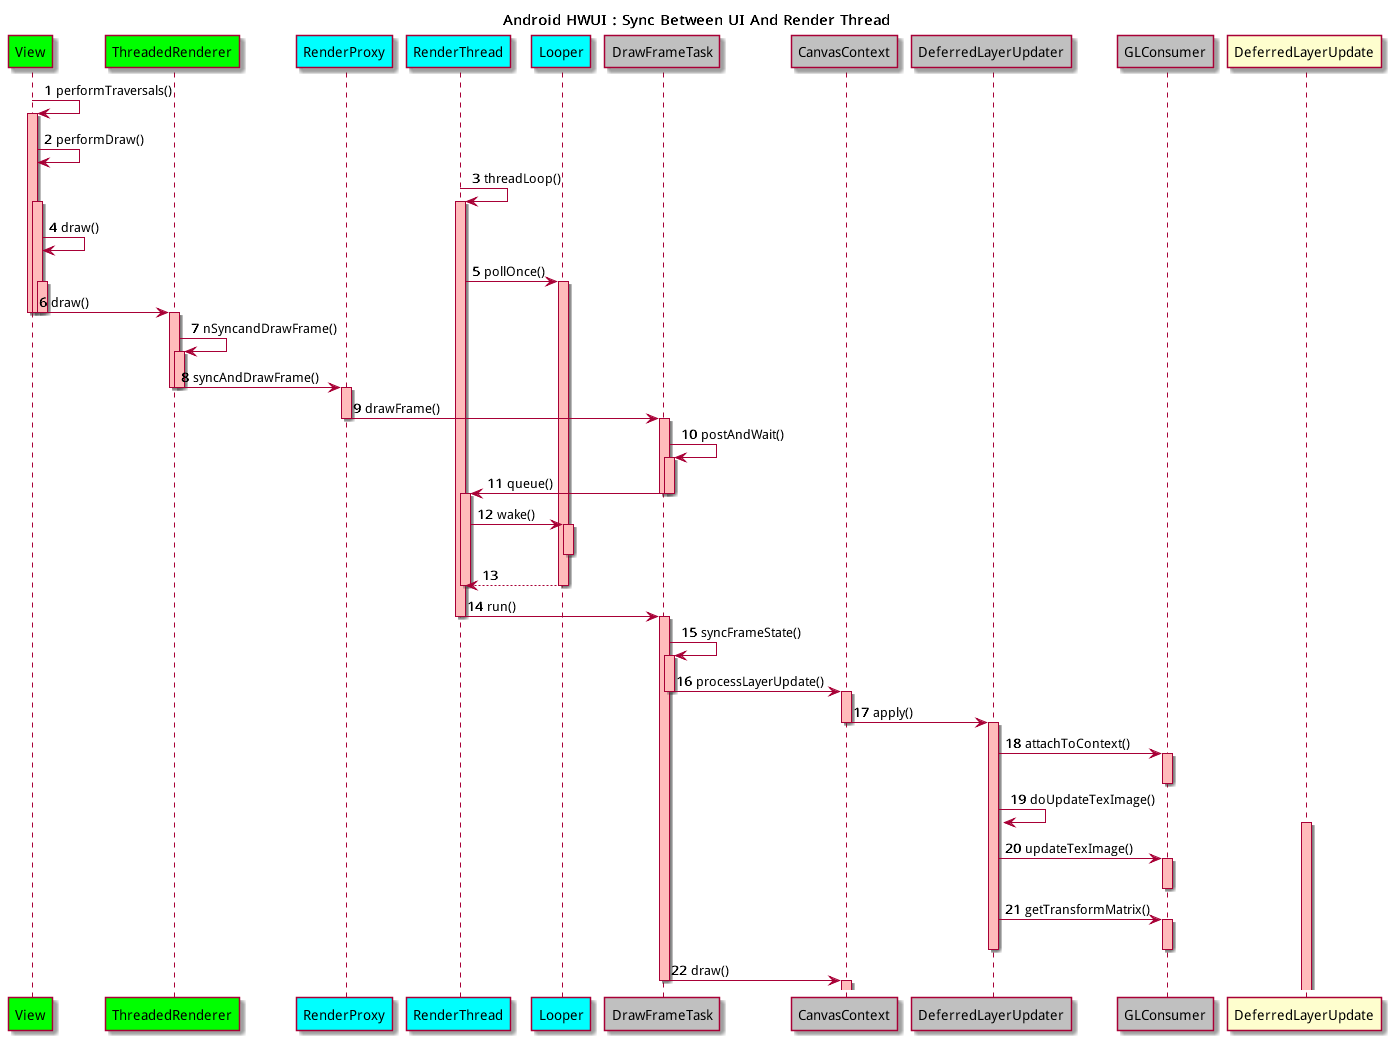 Android HWUI : Sync Between UI And Render Thread
View ThreadedRenderer RenderProxy RenderThread Looper DrawFrameTask CanvasContext DeferredLayerUpdater GLConsumer DeferredLayerUpdate
1 performTraversals()
2 performDraw()
3 threadLoop()
4 draw()
5 pollOnce()
6 draw()
7 nSyncandDrawFrame()
8 syncAndDrawFrame()
9 drawFrame()
10 postAndWait()
11 queue()
12 wake()
13
14 run()
15 syncFrameState()
16 processLayerUpdate()
17 apply()
18 attachToContext()
19 doUpdateTexImage()
20 updateTexImage()
21 getTransformMatrix()
22 draw()
View ThreadedRenderer RenderProxy RenderThread Looper DrawFrameTask CanvasContext DeferredLayerUpdater GLConsumer DeferredLayerUpdate